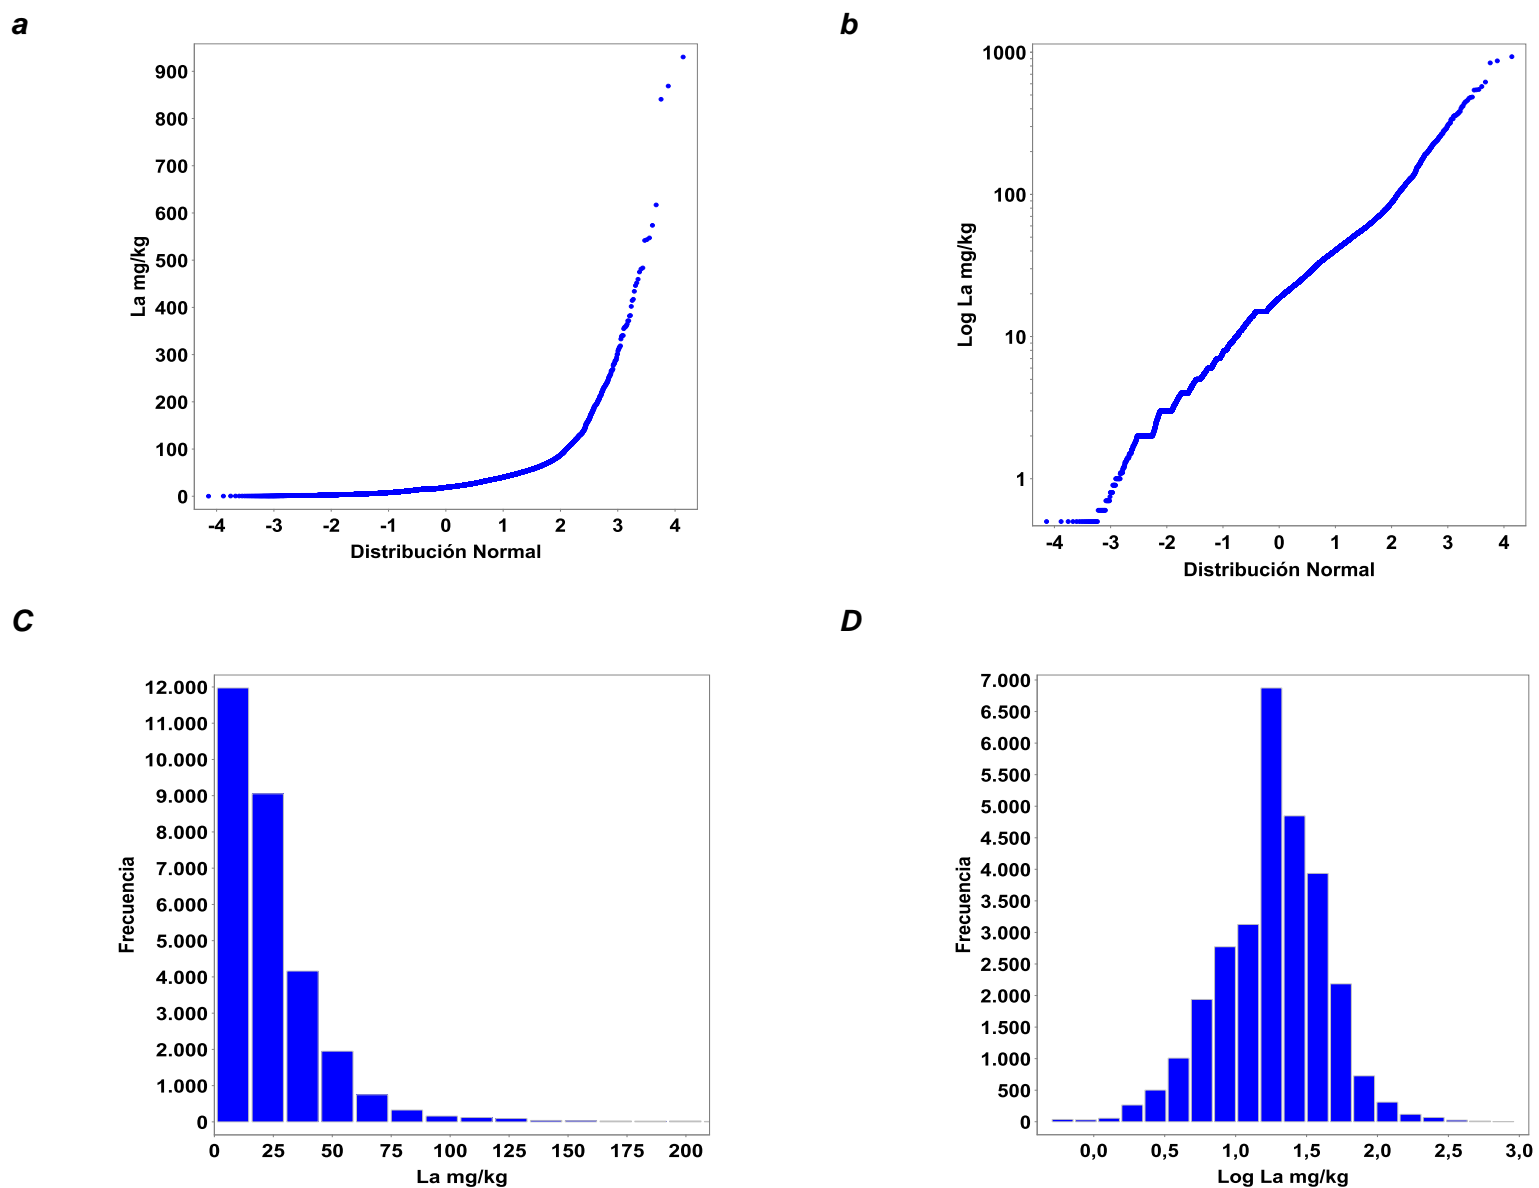 a
900
800
700
600
500
400
300
200
100
0
La mg/kg
-4 -3 -2 -1 0 1 2 3 4
Distribución Normal
b
1000
100
10
1
Log La mg/kg
-4 -3 -2 -1 0 1 2 3 4
Distribución Normal
C
12.000
11.000
10.000
9.000
8.000
7.000
6.000
5.000
4.000
3.000
2.000
1.000
0
Frecuencia
0 25 50 75 100 125 150 175 200
La mg/kg
D
7.000
6.500
6.000
5.500
5.000
4.500
4.000
3.500
3.000
2.500
2.000
1.500
1.000
500
0
Frecuencia
0,0 0,5 1,0 1,5 2,0 2,5 3,0
Log La mg/kg